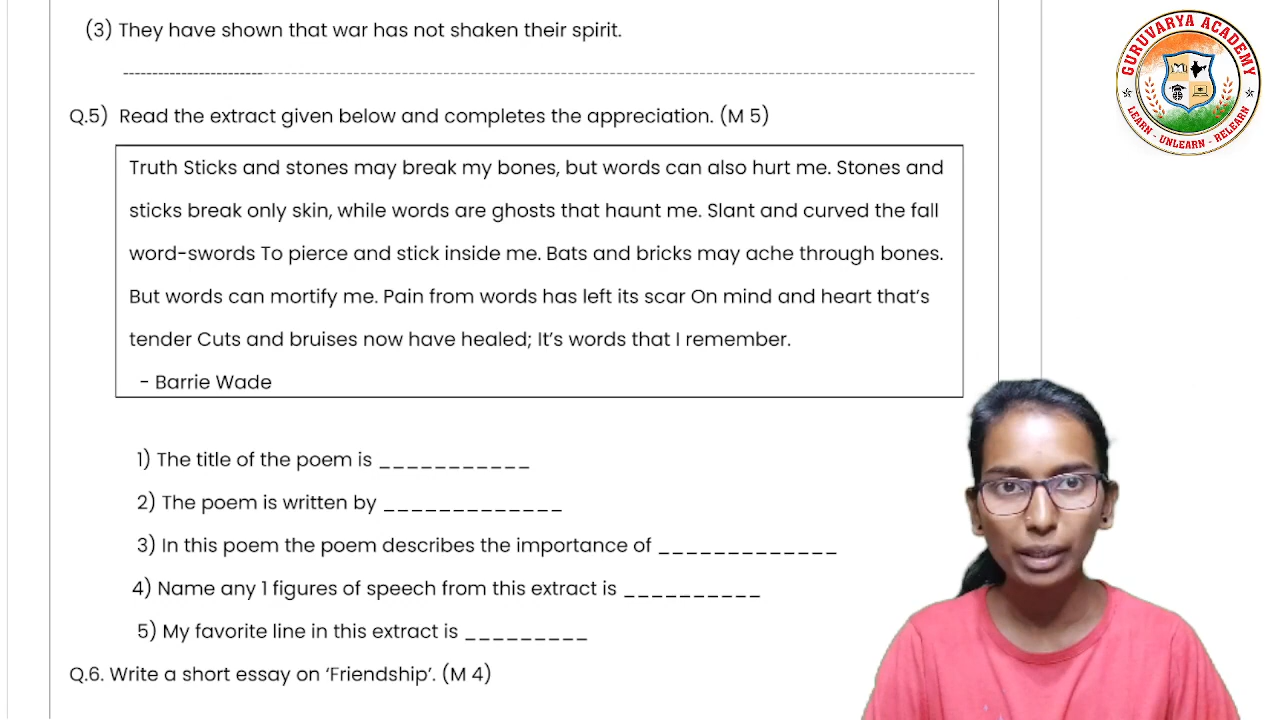 (3) They have shown that war has not shaken their spirit.
Q.5) Read the extract given below and completes the appreciation. (M 5)
Truth Sticks and stones may break my bones, but words can also hurt me. Stones and
sticks break only skin, while words are ghosts that haunt me. Slant and curved the fall
word-swords To pierce and stick inside me. Bats and bricks may ache through bones.
But words can mortify me. Pain from words has left its scar On mind and heart that's
tender Cuts and bruises now have healed; It's words that I remember.
- Barrie Wade
1) The title of the poem is ___________
2) The poem is written by _____________
3) In this poem the poem describes the importance of _____________
4) Name any 1 figures of speech from this extract is __________
5) My favorite line in this extract is _________
Q.6. Write a short essay on ‘Friendship’. (M 4)
GURUVARYA ACADEMY
LEARN - UNLEARN - RELEARN